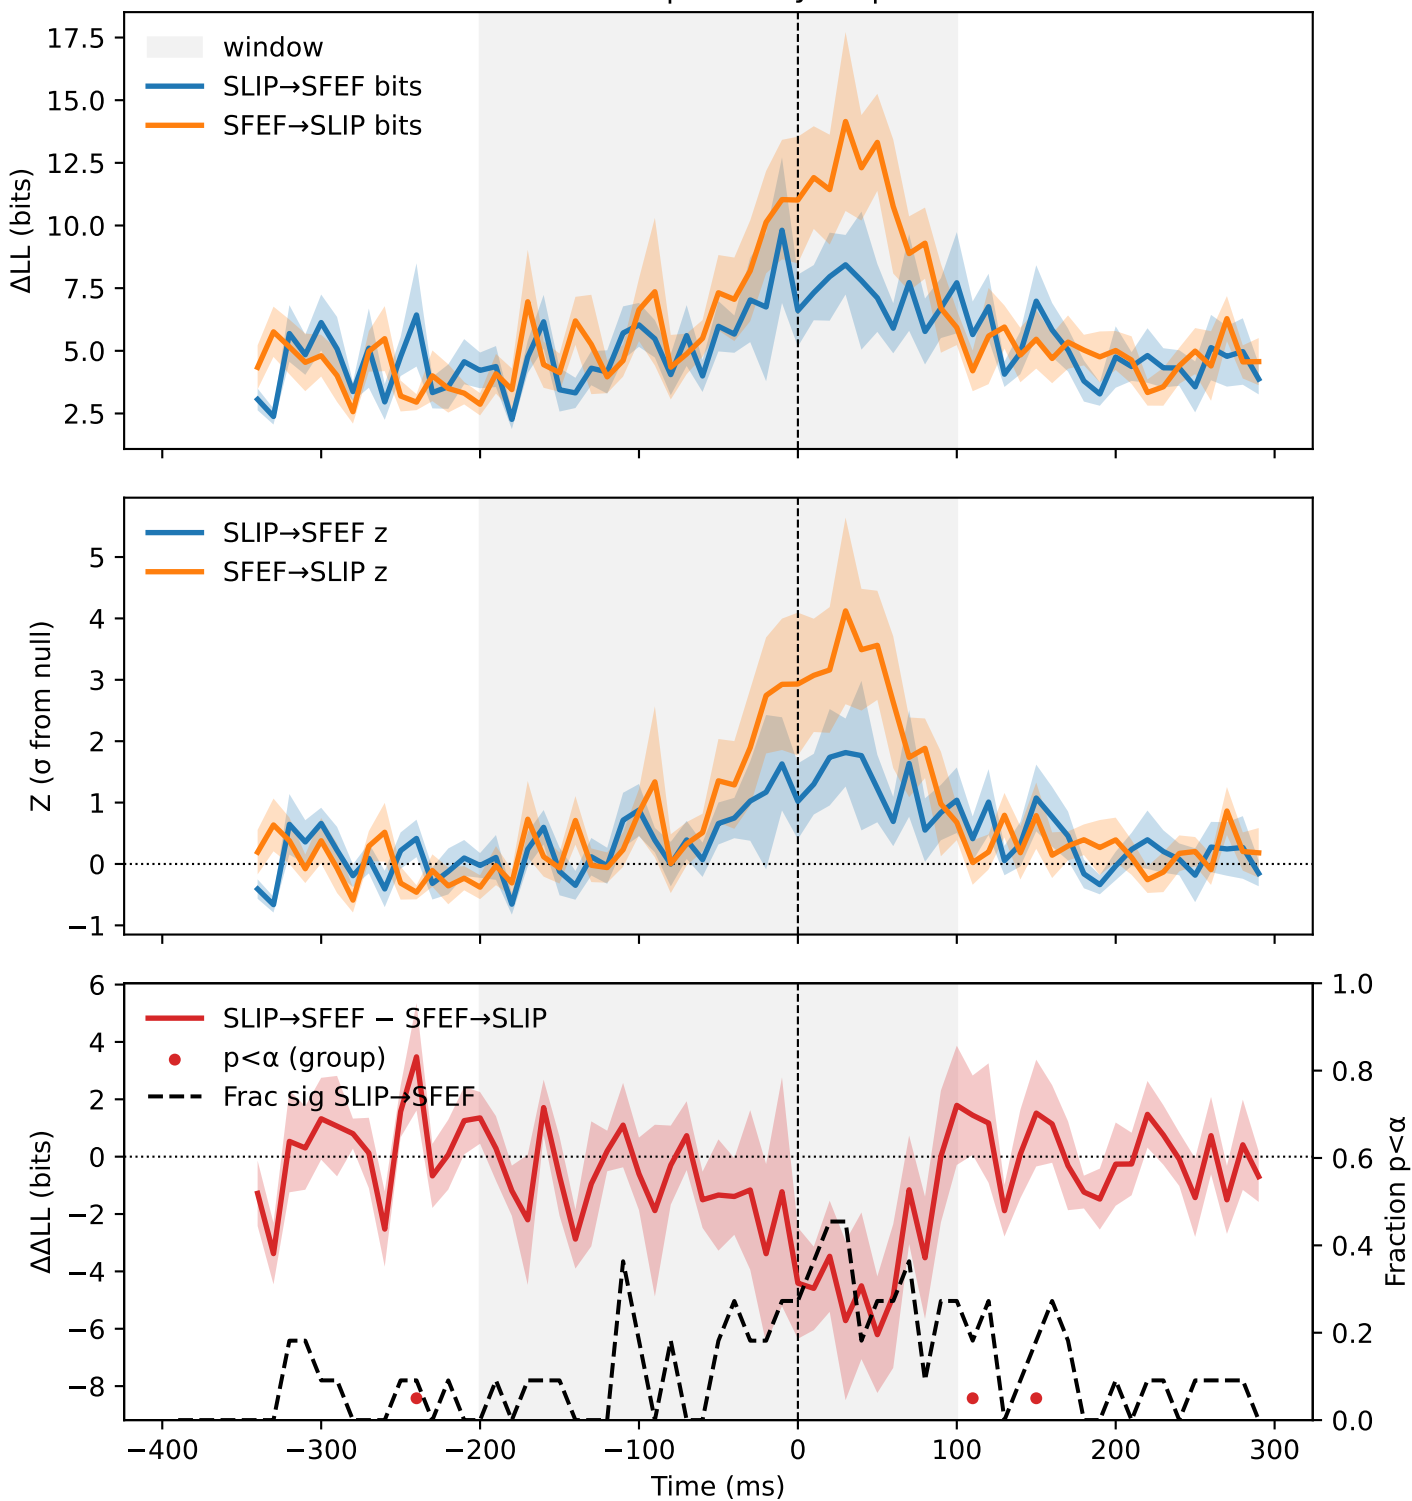 17.5
15.0
12.5
10.0
7.5
5.0
2.5
ΔLL (bits)
window
SLIP→SFEF bits
SFEF→SLIP bits
5
4
3
2
1
0
−1
Z (σ from null)
SLIP→SFEF z
SFEF→SLIP z
6
4
2
0
−2
−4
−6
−8
ΔΔLL (bits)
SLIP→SFEF − SFEF→SLIP
p<α (group)
Frac sig SLIP→SFEF
1.0
0.8
0.6
0.4
0.2
0.0
Fraction p<α
−400 −300 −200 −100 0 100 200 300
Time (ms)